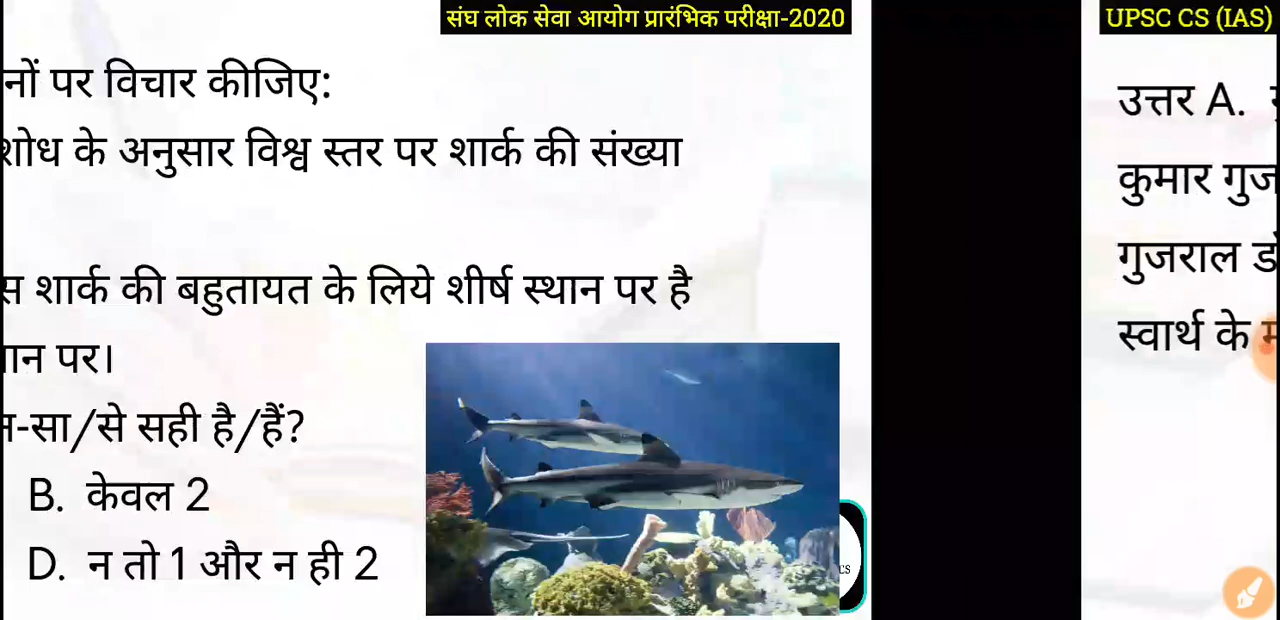 संघ लोक सेवा आयोग प्रारंभिक परीक्षा-2020
नों पर विचार कीजिए:
शोध के अनुसार विश्व स्तर पर शार्क की संख्या
स शार्क की बहुतायत के लिये शीर्ष स्थान पर है
ान पर।
न-सा/से सही है/हैं?
B. केवल 2
D. न तो 1 और न ही 2
CS
UPSC CS (IAS)
उत्तर A.
कुमार गुज
गुजराल
स्वार्थ के